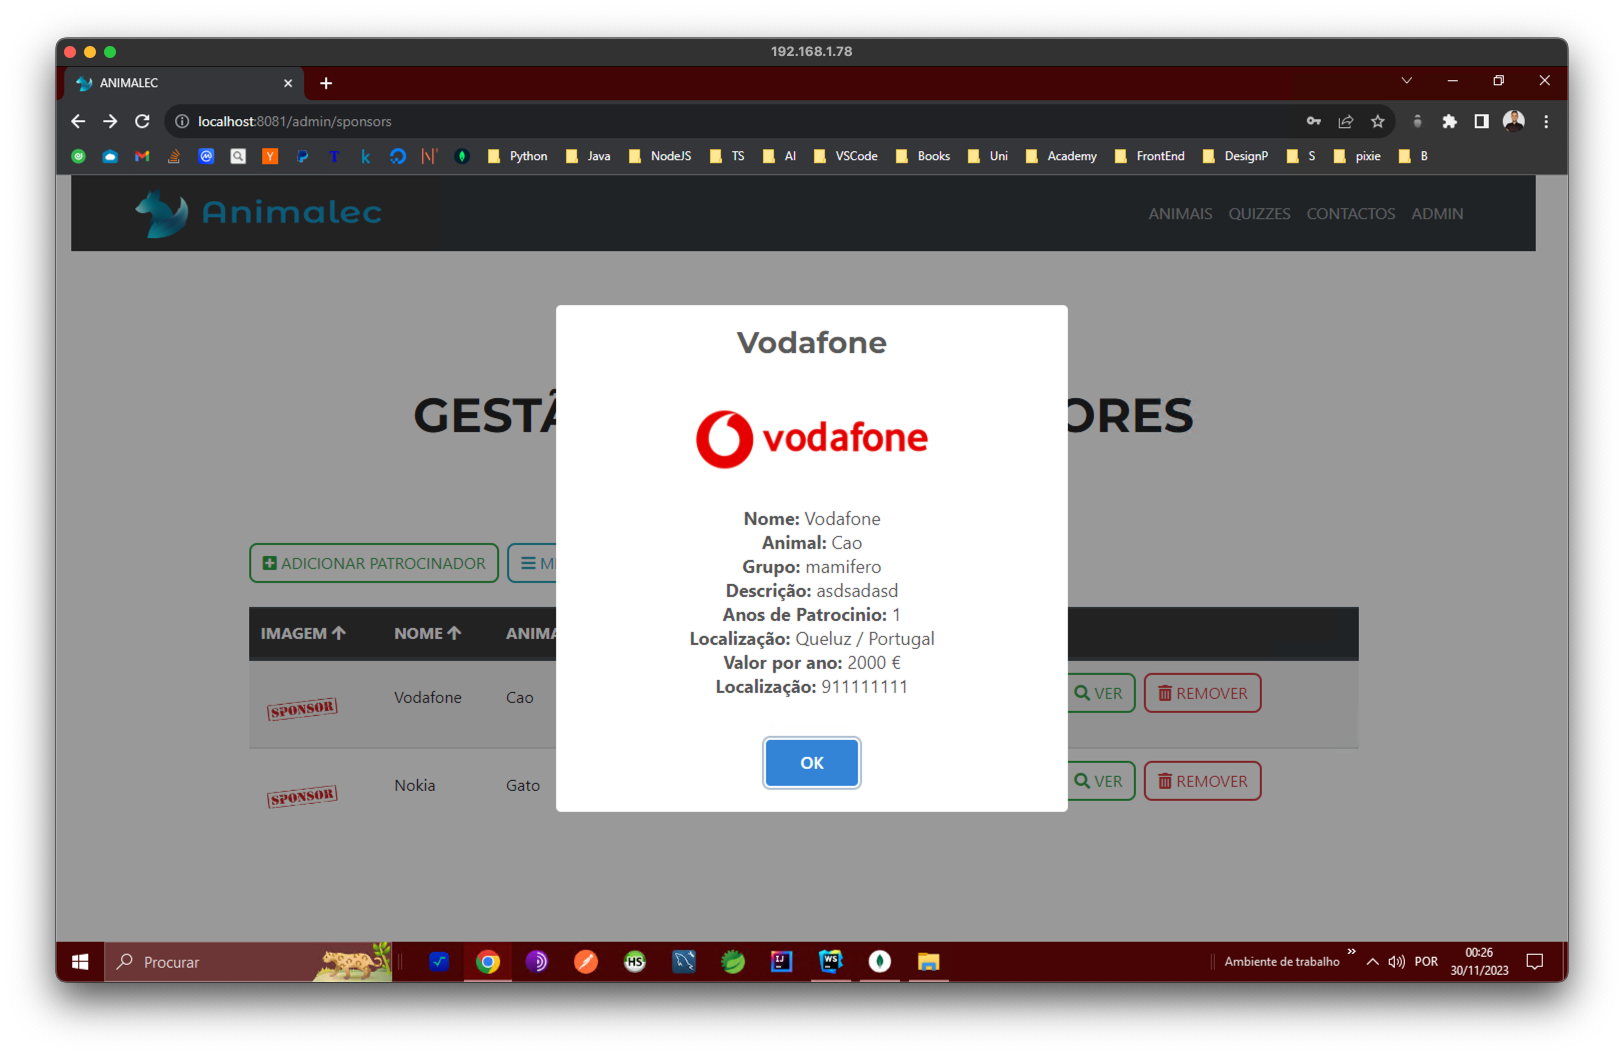 192.168.1.78
ANIMALEC
localhost:8081/admin/sponsors
Python Java NodeJS TS AI VSCode Books Uni Academy FrontEnd DesignP S pixie B
Animalec
ANIMAIS QUIZZES CONTACTOS ADMIN
Vodafone
GESTÃ ORES
vodafone
Nome: Vodafone
Animal: Cao
Grupo: mamifero
Descrição: asdsadasd
Anos de Patrocinio: 1
Localização: Queluz / Portugal
Valor por ano: 2000 €
Localização: 911111111
OK
ADICIONAR PATROCINADOR M
IMAGEM NOME ANIMA
SPONSOR Vodafone Cao VER REMOVER
SPONSOR Nokia Gato VER REMOVER
Procurar
HS
IJ
WS
Ambiente de trabalho
POR
00:26
30/11/2023